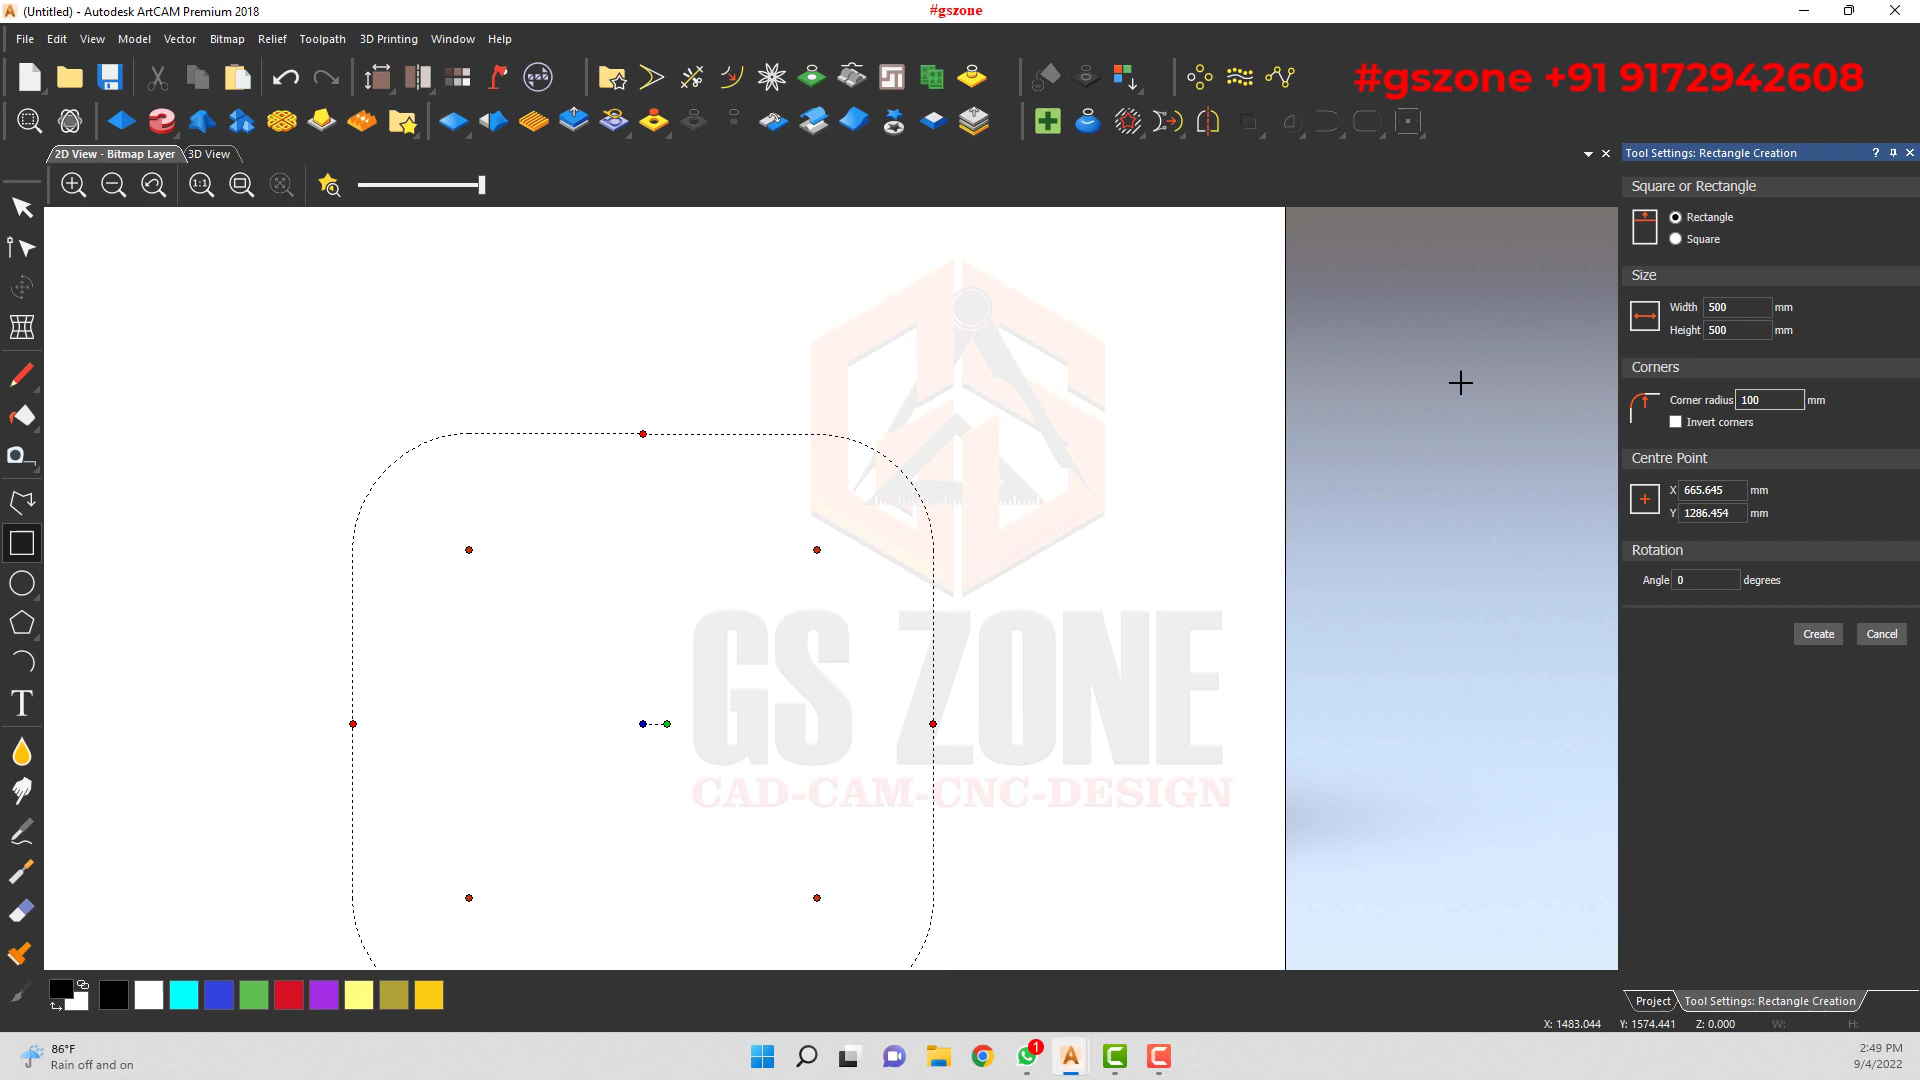 (Untitled) - Autodesk ArtCAM Premium 2018
#gszone
File Edit View Model Vector Bitmap Relief Toolpath 3D Printing Window Help
#gszone +91 9172942608
2D View - Bitmap Layer 3D View
Tool Settings: Rectangle Creation
1:1
Square or Rectangle
Rectangle
Square
Size
Width 500 mm
Height 500 mm
Corners
Corner radius 100 mm
Invert corners
Centre Point
X 665.645 mm
Y 1286.454 mm
Rotation
Angle 0 degrees
Create Cancel
GS ZONE
CAD-CAM-CNC-DESIGN
T
Project Tool Settings: Rectangle Creation
X: 1483.044 Y: 1574.441 Z: 0.000 W: H:
86°F
Rain off and on
1
2:49 PM
9/4/2022